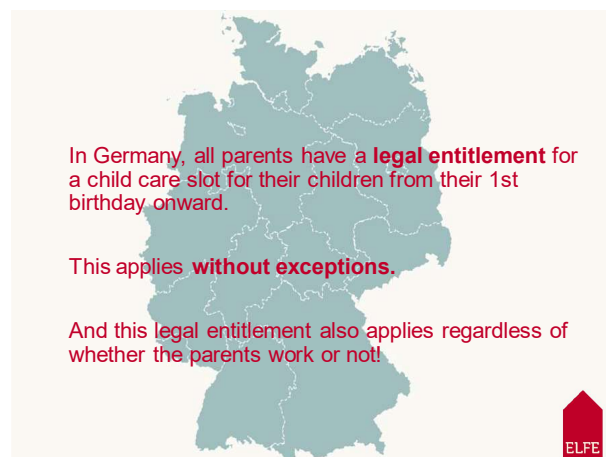 In Germany, all parents have a legal entitlement for
a child care slot for their children from their 1st
birthday onward.
This applies without exceptions.
And this legal entitlement also applies regardless of
whether the parents work or not!
ELFE